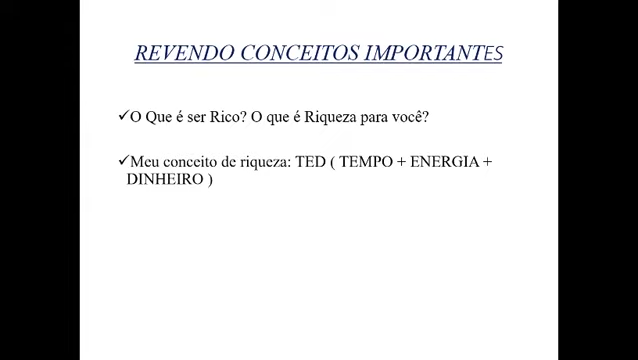 REVENDO CONCEITOS IMPORTANTES
✓O Que é ser Rico? O que é Riqueza para você?
✓Meu conceito de riqueza: TED ( TEMPO + ENERGIA +
DINHEIRO )